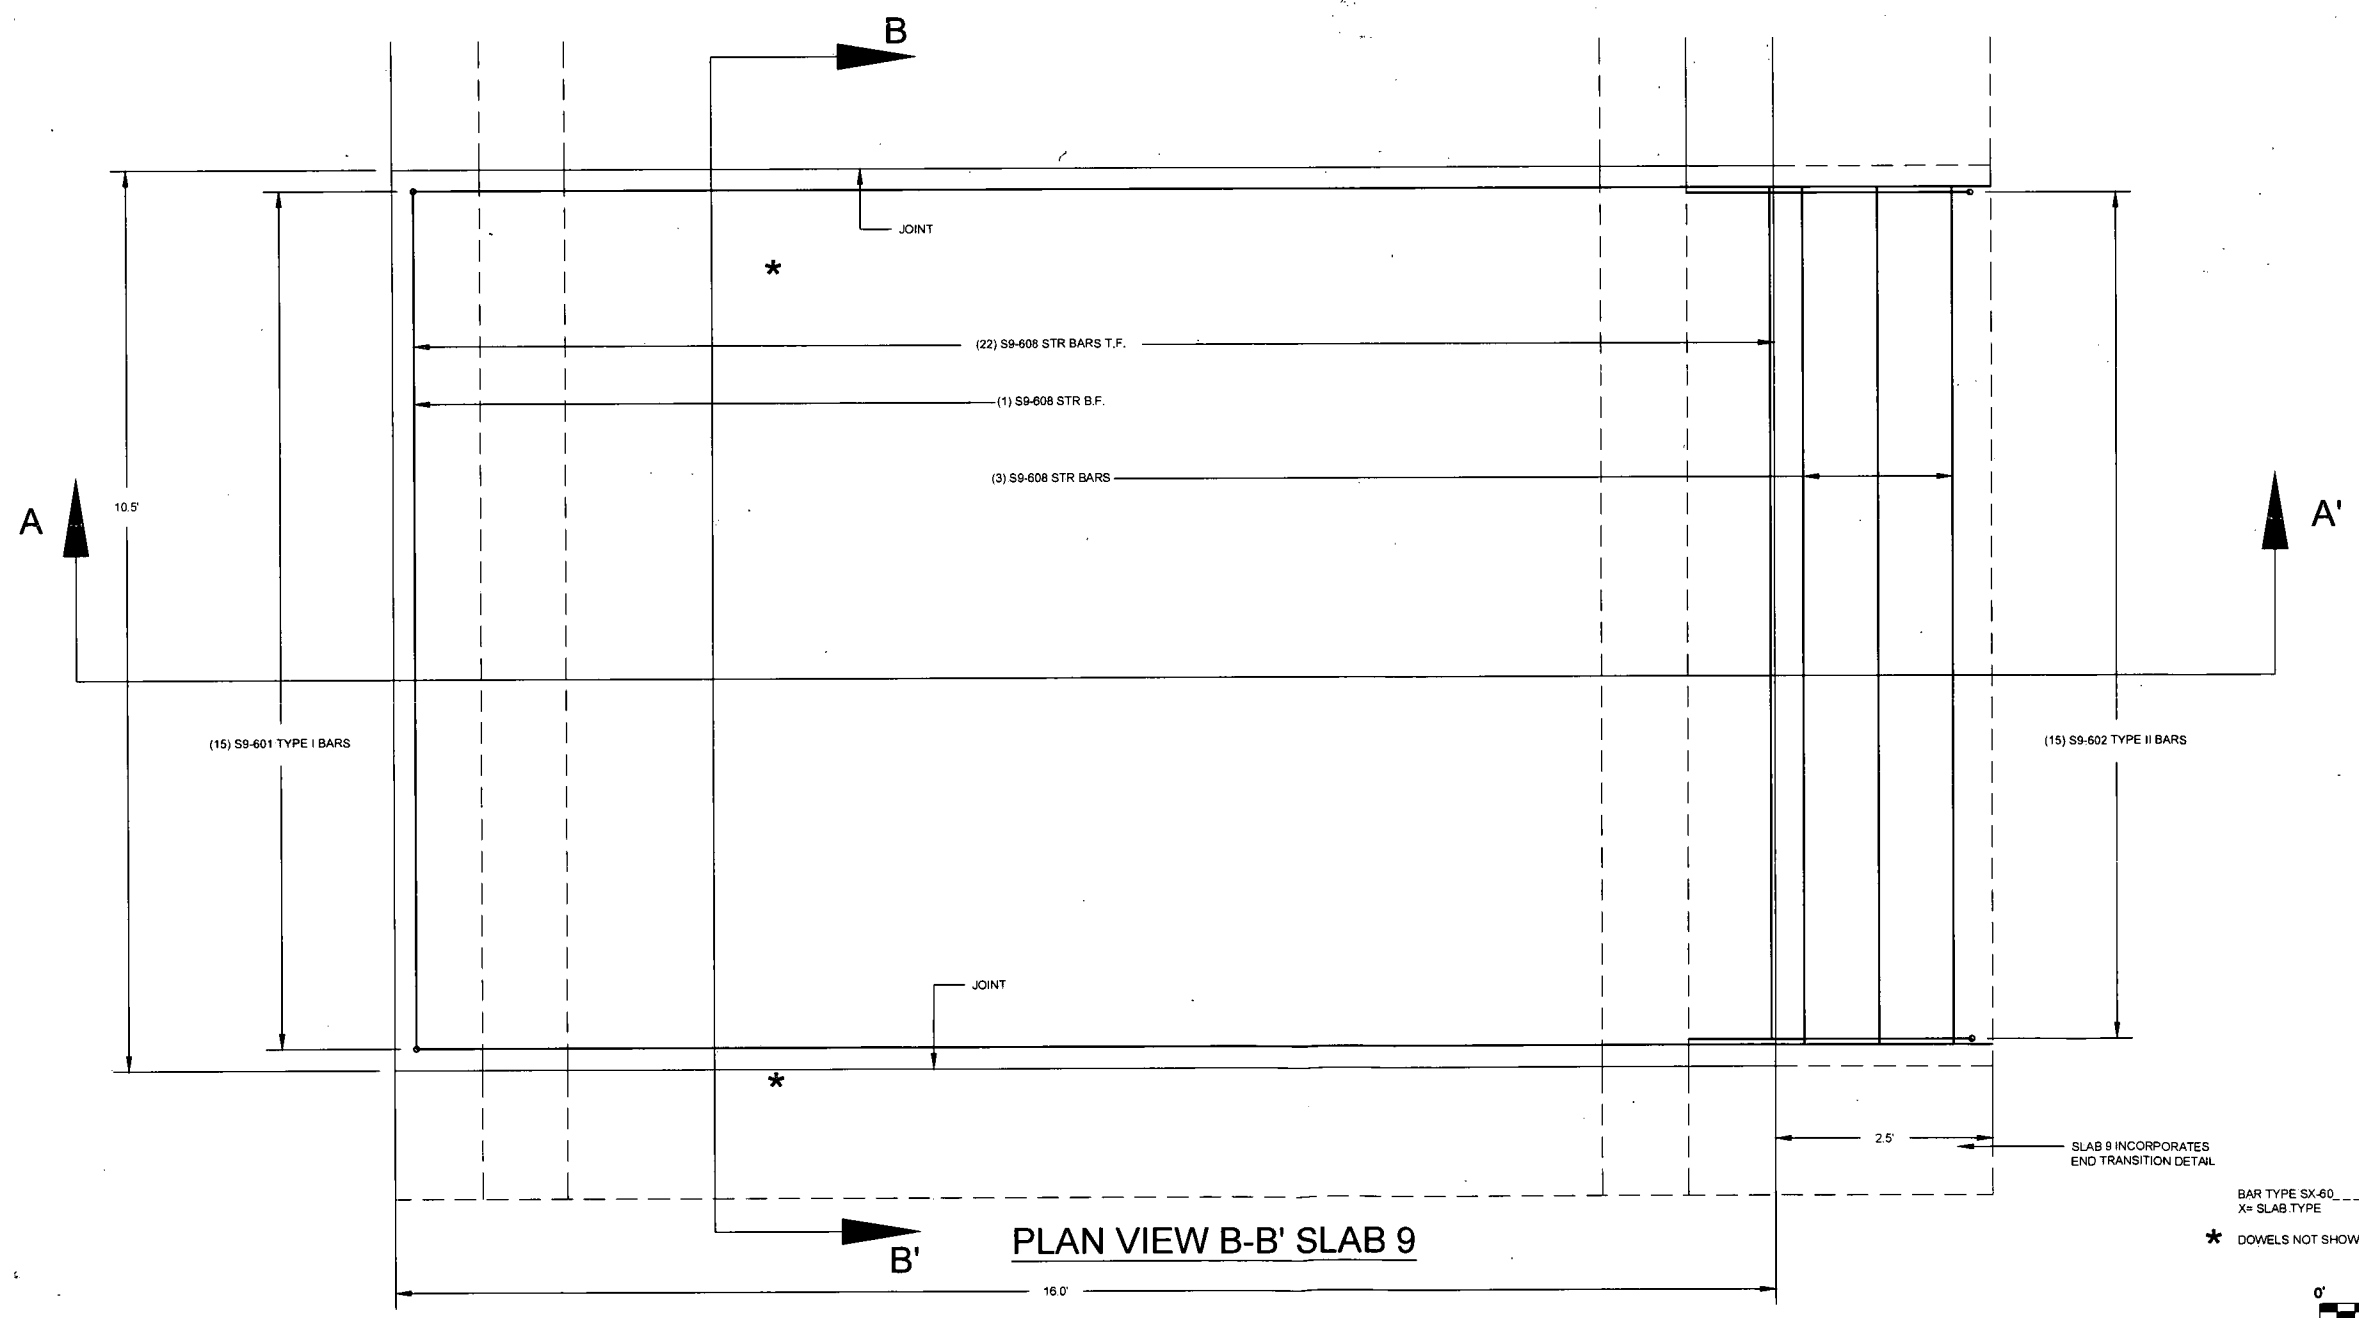 B
JOINT
*
(22) S9-608 STR BARS T.F.
(1) S9-608 STR B.F.
(3) S9-608 STR BARS
A
10.5'
A'
(15) S9-601 TYPE I BARS
(15) S9-602 TYPE II BARS
JOINT
*
2.5'
SLAB 9 INCORPORATES
END TRANSITION DETAIL
BAR TYPE SX-60_ _ _
X= SLAB TYPE
* DOWELS NOT SHOW
B'
PLAN VIEW B-B' SLAB 9
16.0'
0'